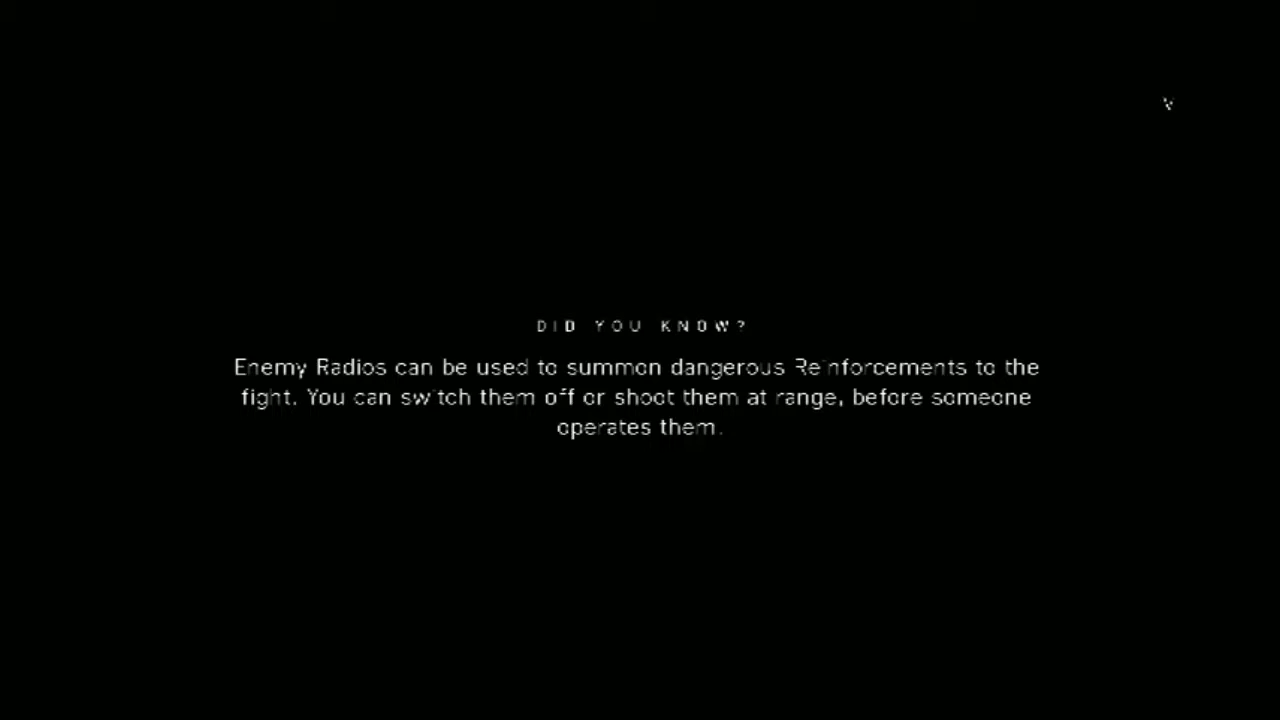 DID YOU KNOW?
Enemy Radios can be used to summon dangerous Reinforcements to the
fight. You can switch them off or shoot them at range, before someone
operates them.